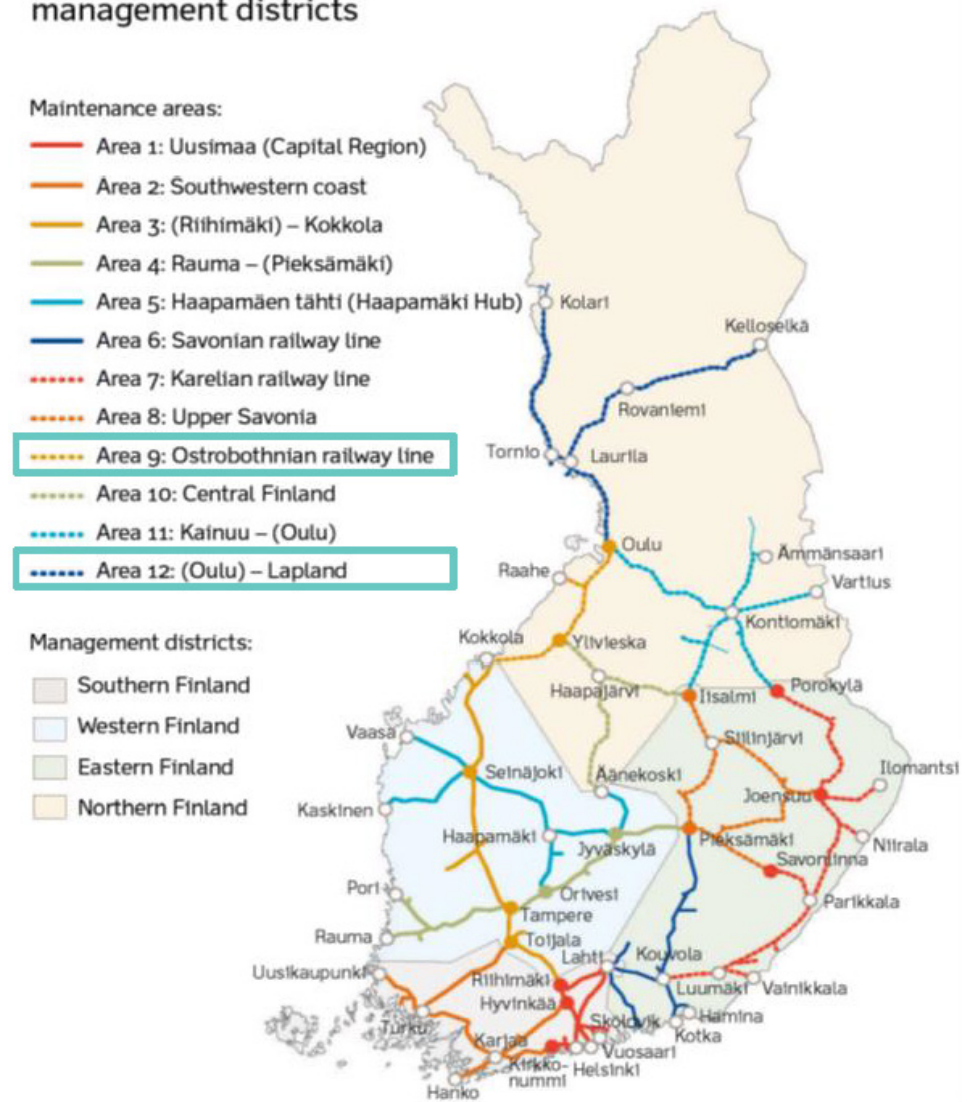 management districts
Maintenance areas:
Area 1: Uusimaa (Capital Region)
Area 2: Southwestern coast
Area 3: (Riihimäki) – Kokkola
Area 4: Rauma – (Pieksämäki)
Area 5: Haapamäen tähti (Haapamäki Hub)
Area 6: Savonian railway line
Area 7: Karelian railway line
Area 8: Upper Savonia
Area 9: Ostrobothnian railway line
Area 10: Central Finland
Area 11: Kainuu – (Oulu)
Area 12: (Oulu) – Lapland
Management districts:
Southern Finland
Western Finland
Eastern Finland
Northern Finland
Kolari
Kelloselkä
Rovaniemi
Tornio
Laurila
Oulu
Ämmänsaari
Raahe
Vartius
Kontiomäki
Kokkola
Ylivieska
Haapajärvi
Iisalmi
Porokylä
Vaasa
Siilinjärvi
Seinäjoki
Äänekoski
Ilomantsi
Kaskinen
Joensuu
Haapamäki
Jyväskylä
Pieksämäki
Niirala
Savonlinna
Pori
Orivesi
Parikkala
Tampere
Rauma
Toijala
Lahti
Kouvola
Uusikaupunki
Riihimäki
Luumäki
Vainikkala
Hyvinkää
Turku
Sköldvik
Hamina
Kotka
Karjaa
Vuosaari
Kirkko-
nummi
Helsinki
Hanko